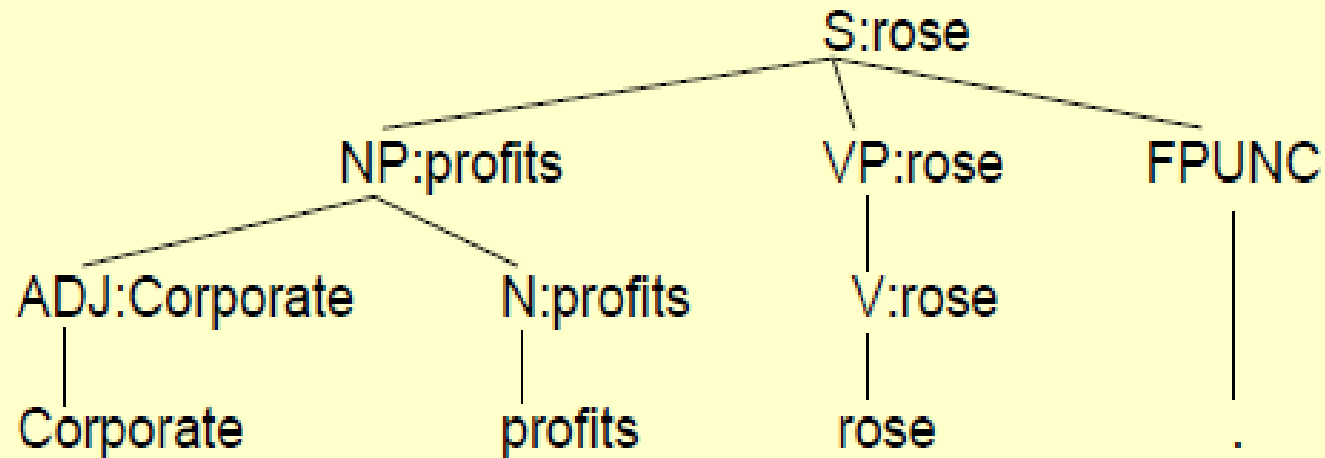 S:rose
NP:profits VP:rose FPUNC
ADJ:Corporate N:profits V:rose
Corporate profits rose .